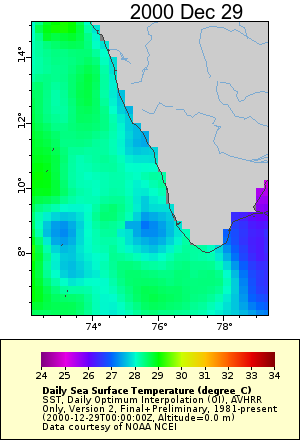 2000 Dec 29
14°
12°
10°
8°
74° 76° 78°
24 25 26 27 28 29 30 31 32 33 34
Daily Sea Surface Temperature (degree_C)
SST, Daily Optimum Interpolation (OI), AVHRR
Only, Version 2, Final+Preliminary, 1981-present
(2000-12-29T00:00:00Z, Altitude=0.0 m)
Data courtesy of NOAA NCEI